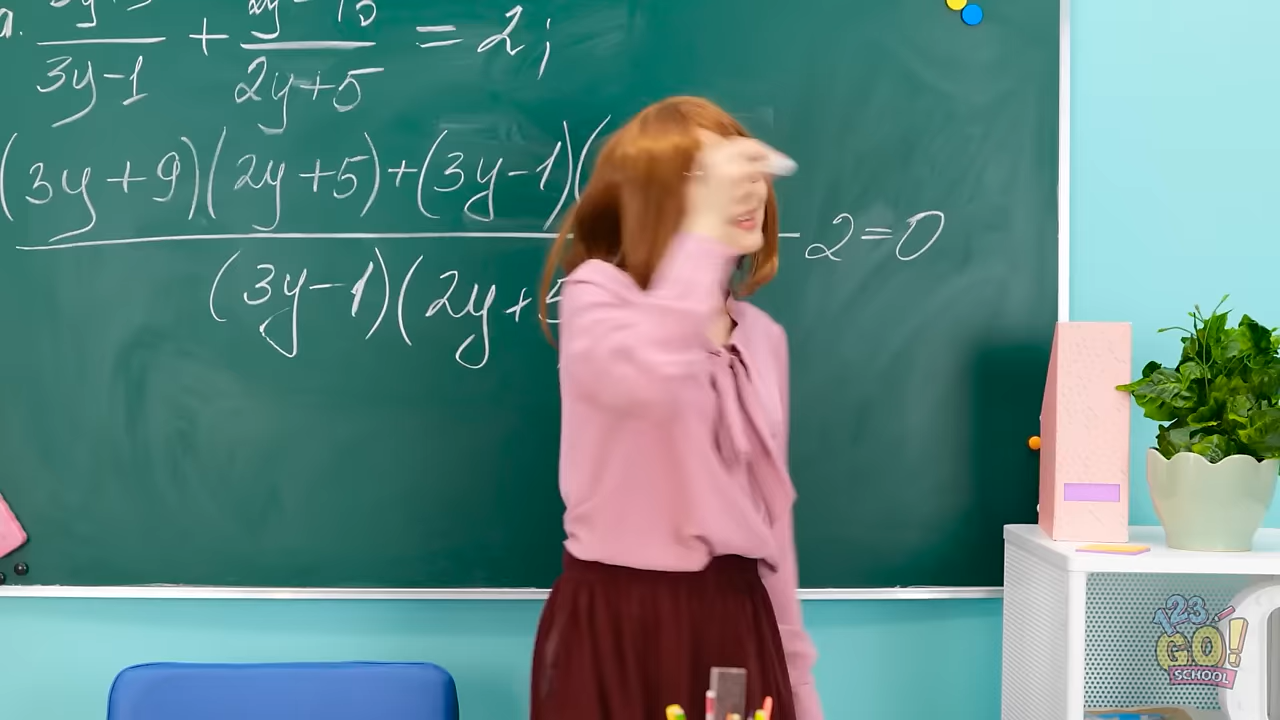 3y-1 + 2y+5 = 2;
(3y+9)(2y+5)+(3y-1)( - 2=0
(3y-1)(2y+5
123 GO!
SCHOOL